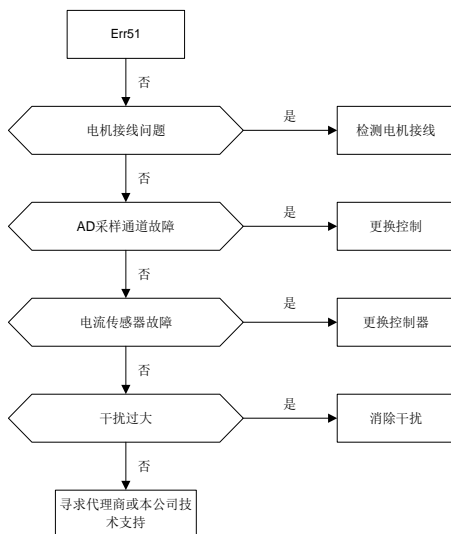 Err51
否
电机接线问题
是
检测电机接线
否
AD采样通道故障
是
更换控制
否
电流传感器故障
是
更换控制器
否
干扰过大
是
消除干扰
否
寻求代理商或本公司技
术支持